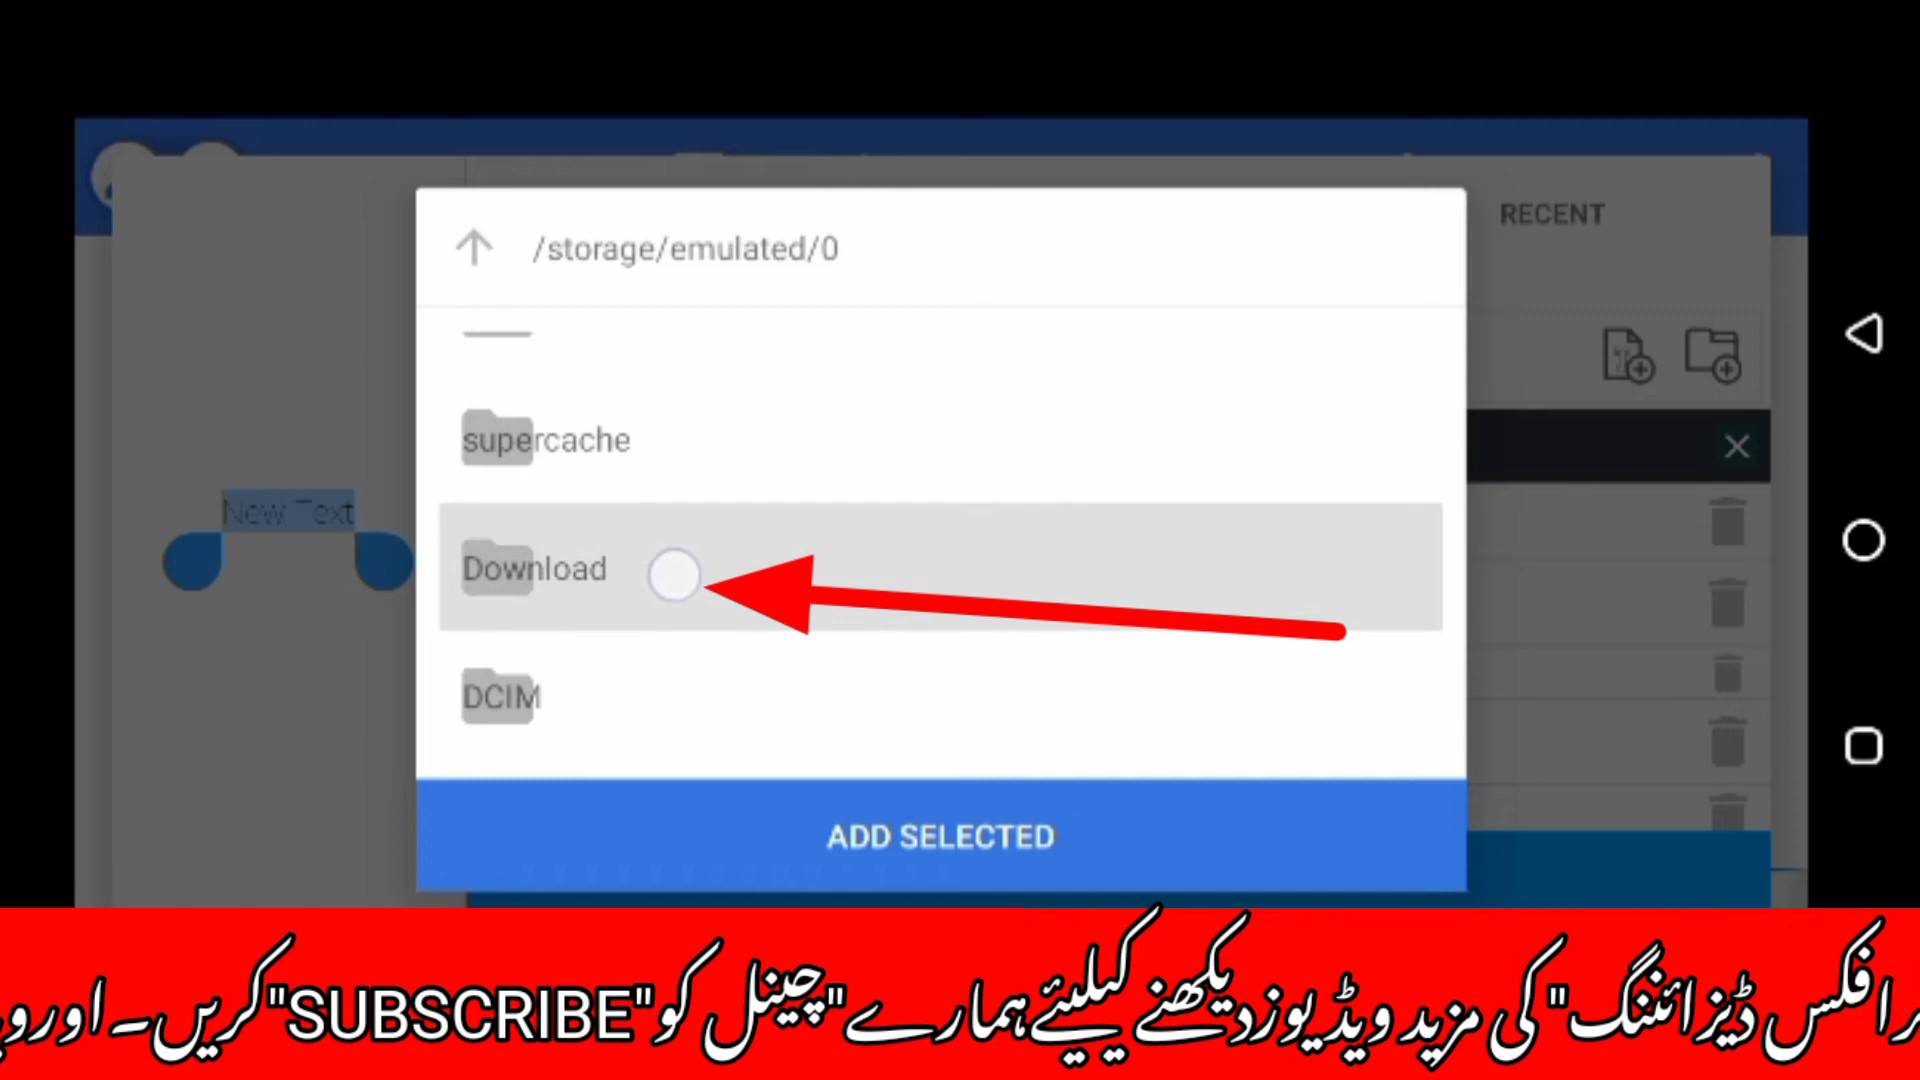 RECENT
/storage/emulated/0
supercache
New Text
Download
DCIM
ADD SELECTED
ڈیزائننگ" کی مزید ویڈیوز دیکھنے کیلیئے ہمارے "چینل کو "SUBSCRIBE" کریں۔ اور